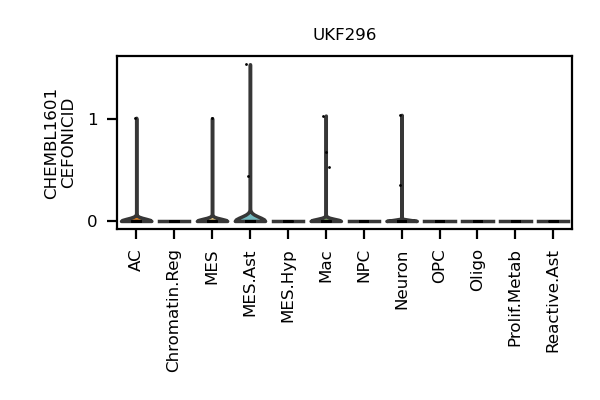 UKF296
CHEMBL1601
CEFONICID
1
0
AC
Chromatin.Reg
MES
MES.Ast
MES.Hyp
Mac
NPC
Neuron
OPC
Oligo
Prolif.Metab
Reactive.Ast